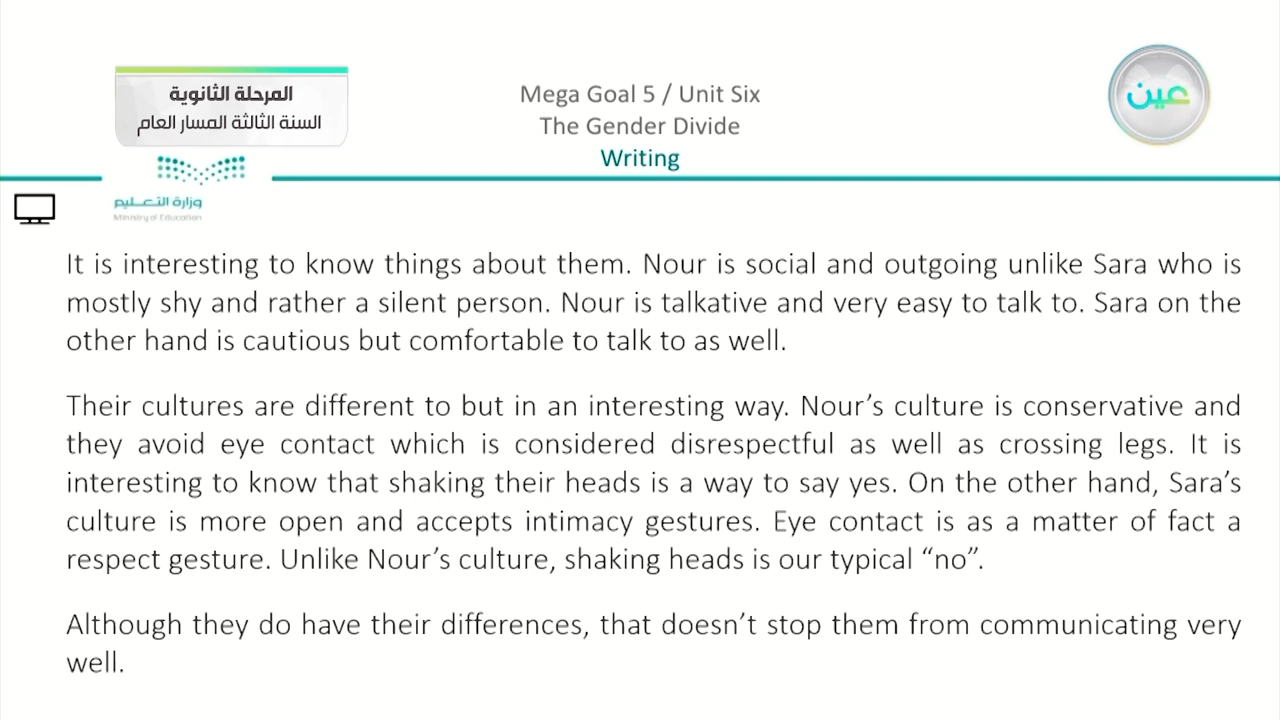 المرحلة الثانوية
السنة الثالثة المسار العام
Mega Goal 5 / Unit Six
The Gender Divide
Writing
عين
وزارة التعليم
Ministry of Education
It is interesting to know things about them. Nour is social and outgoing unlike Sara who is
mostly shy and rather a silent person. Nour is talkative and very easy to talk to. Sara on the
other hand is cautious but comfortable to talk to as well.
Their cultures are different to but in an interesting way. Nour’s culture is conservative and
they avoid eye contact which is considered disrespectful as well as crossing legs. It is
interesting to know that shaking their heads is a way to say yes. On the other hand, Sara’s
culture is more open and accepts intimacy gestures. Eye contact is as a matter of fact a
respect gesture. Unlike Nour’s culture, shaking heads is our typical “no”.
Although they do have their differences, that doesn’t stop them from communicating very
well.